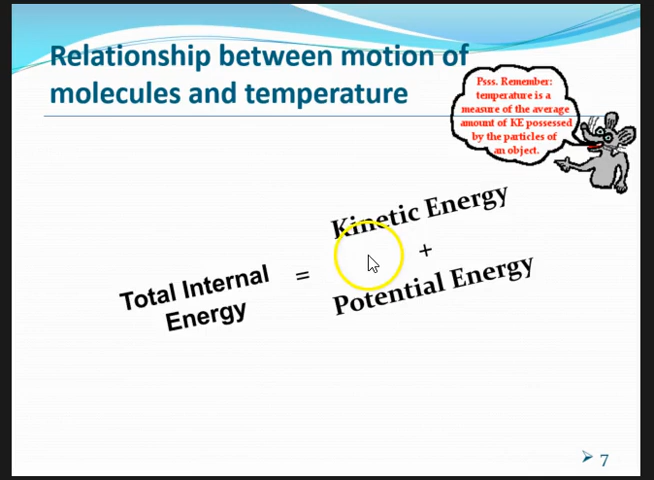 Relationship between motion of
molecules and temperature
Psss. Remember:
temperature is a
measure of the average
amount of KE possessed
by the particles of
an object.
Kinetic Energy
+
Total Internal
Energy
=
Potential Energy
7